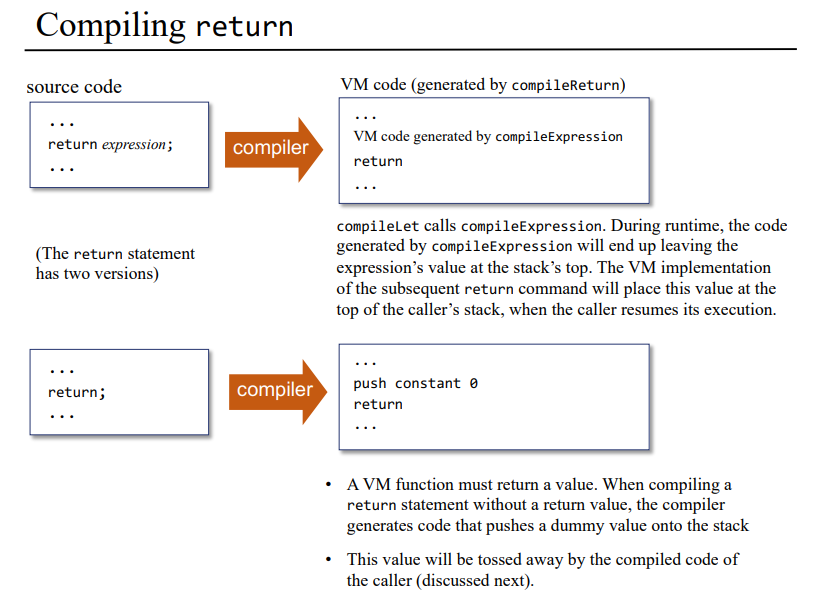 Compiling return
source code
...
return expression;
...
compiler
VM code (generated by compileReturn)
...
VM code generated by compileExpression
return
...
(The return statement
has two versions)
compileLet calls compileExpression. During runtime, the code
generated by compileExpression will end up leaving the
expression’s value at the stack’s top. The VM implementation
of the subsequent return command will place this value at the
top of the caller’s stack, when the caller resumes its execution.
...
return;
...
compiler
...
push constant 0
return
...
• A VM function must return a value. When compiling a
return statement without a return value, the compiler
generates code that pushes a dummy value onto the stack
• This value will be tossed away by the compiled code of
the caller (discussed next).